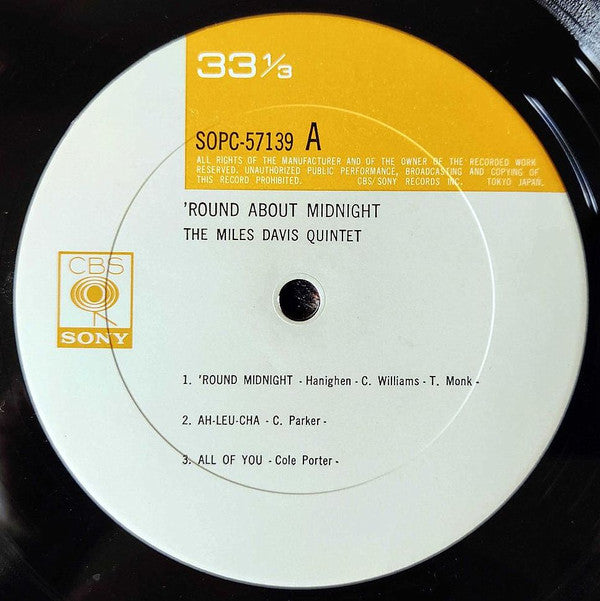 33 1/3
SOPC-57139 A
ALL RIGHTS OF THE MANUFACTURER AND OF THE OWNER OF THE RECORDED WORK
RESERVED. UNAUTHORIZED PUBLIC PERFORMANCE, BROADCASTING AND COPYING OF
THIS RECORD PROHIBITED. CBS/SONY RECORDS INC. TOKYO JAPAN.
'ROUND ABOUT MIDNIGHT
THE MILES DAVIS QUINTET
CBS
SONY
1. 'ROUND MIDNIGHT - Hanighen - C. Williams - T. Monk -
2. AH-LEU-CHA - C. Parker -
3. ALL OF YOU - Cole Porter -